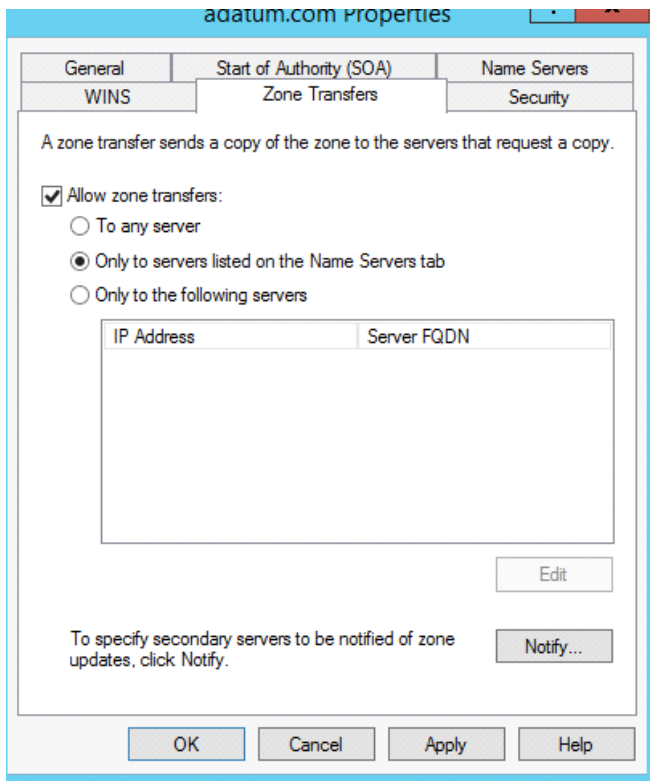 adatum.com Properties
General
Start of Authority (SOA)
Name Servers
WINS
Zone Transfers
Security
A zone transfer sends a copy of the zone to the servers that request a copy.
Allow zone transfers:
To any server
Only to servers listed on the Name Servers tab
Only to the following servers
IP Address
Server FQDN
Edit
To specify secondary servers to be notified of zone
updates, click Notify.
Notify...
OK
Cancel
Apply
Help